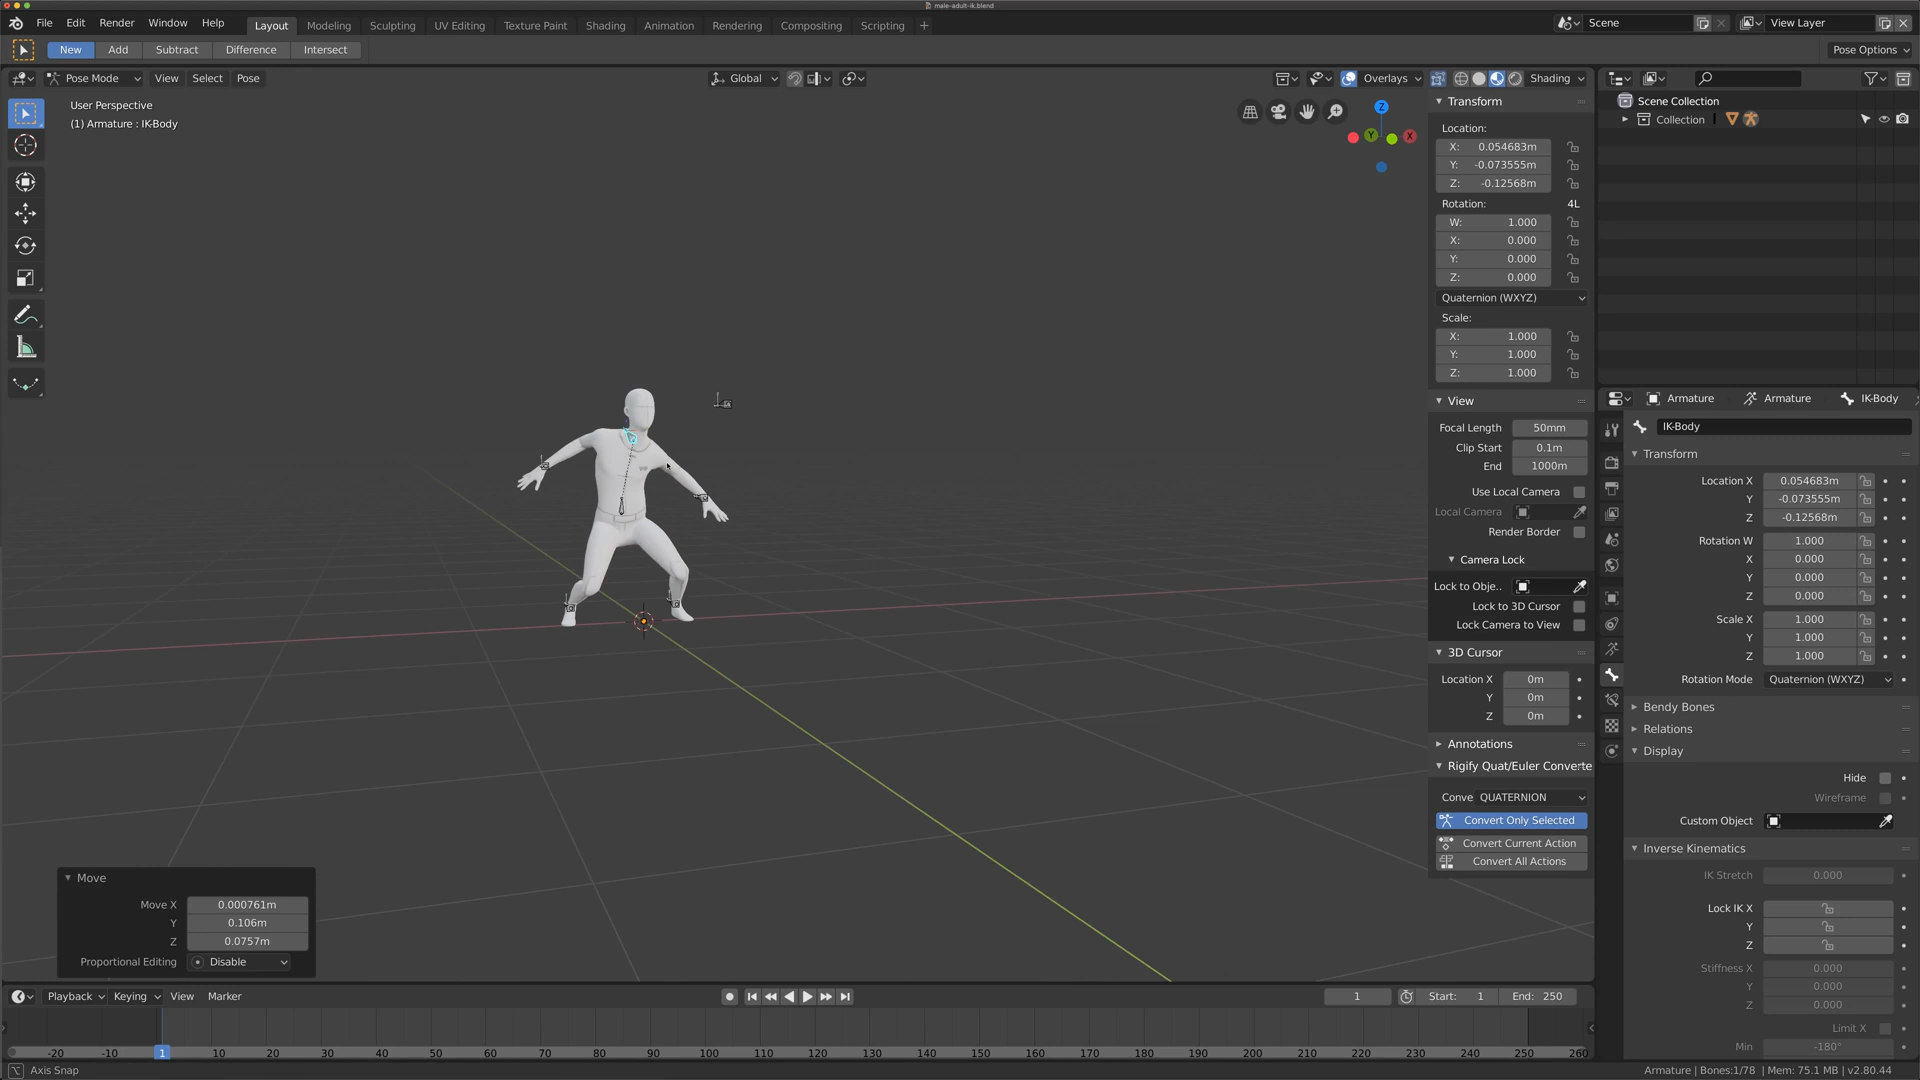 male-adult-ik.blend
File Edit Render Window Help Layout Modeling Sculpting UV Editing Texture Paint Shading Animation Rendering Compositing Scripting + Scene View Layer
New Add Subtract Difference Intersect Pose Options
Pose Mode View Select Pose Global Overlays Shading
User Perspective
(1) Armature : IK-Body
Z
Y
X
Transform
Location:
X: 0.054683m
Y: -0.073555m
Z: -0.12568m
Rotation: 4L
W: 1.000
X: 0.000
Y: 0.000
Z: 0.000
Quaternion (WXYZ)
Scale:
X: 1.000
Y: 1.000
Z: 1.000
View
Focal Length 50mm
Clip Start 0.1m
End 1000m
Use Local Camera
Local Camera
Render Border
Camera Lock
Lock to Obje..
Lock to 3D Cursor
Lock Camera to View
3D Cursor
Location X 0m
Y 0m
Z 0m
Annotations
Rigify Quat/Euler Converte
Conve QUATERNION
Convert Only Selected
Convert Current Action
Convert All Actions
Scene Collection
Collection
Armature Armature IK-Body
IK-Body
Transform
Location X 0.054683m
Y -0.073555m
Z -0.12568m
Rotation W 1.000
X 0.000
Y 0.000
Z 0.000
Scale X 1.000
Y 1.000
Z 1.000
Rotation Mode Quaternion (WXYZ)
Bendy Bones
Relations
Display
Hide
Wireframe
Custom Object
Inverse Kinematics
IK Stretch 0.000
Lock IK X
Y
Z
Stiffness X 0.000
Y 0.000
Z 0.000
Limit X
Min -180°
Move
Move X 0.000761m
Y 0.106m
Z 0.0757m
Proportional Editing Disable
Playback Keying View Marker 1 Start: 1 End: 250
-20 -10 1 10 20 30 40 50 60 70 80 90 100 110 120 130 140 150 160 170 180 190 200 210 220 230 240 250 260
Axis Snap Armature | Bones:1/78 | Mem: 75.1 MB | v2.80.44